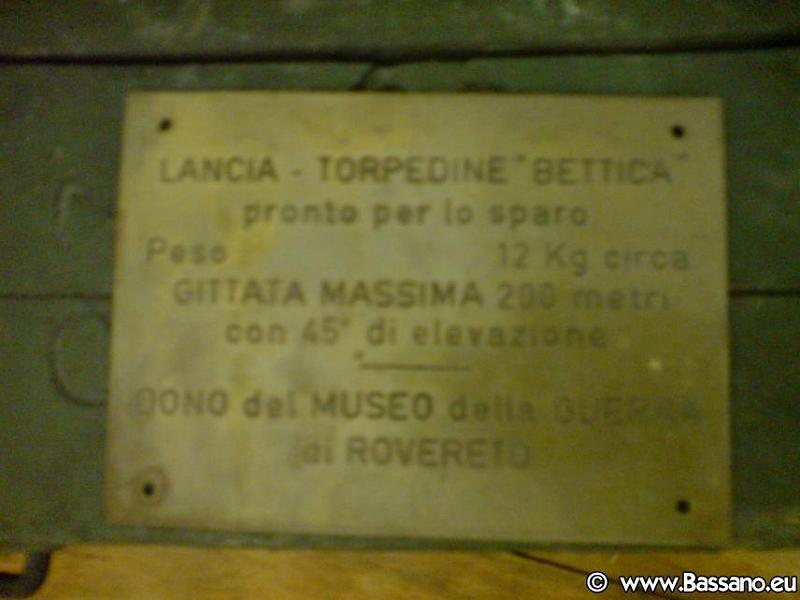 LANCIA - TORPEDINE "BETTICA"
pronto per lo sparo
Peso 12 Kg circa
GITTATA MASSIMA 200 metri
con 45° di elevazione
DONO del MUSEO della GUERRA
di ROVERETO
© www.Bassano.eu